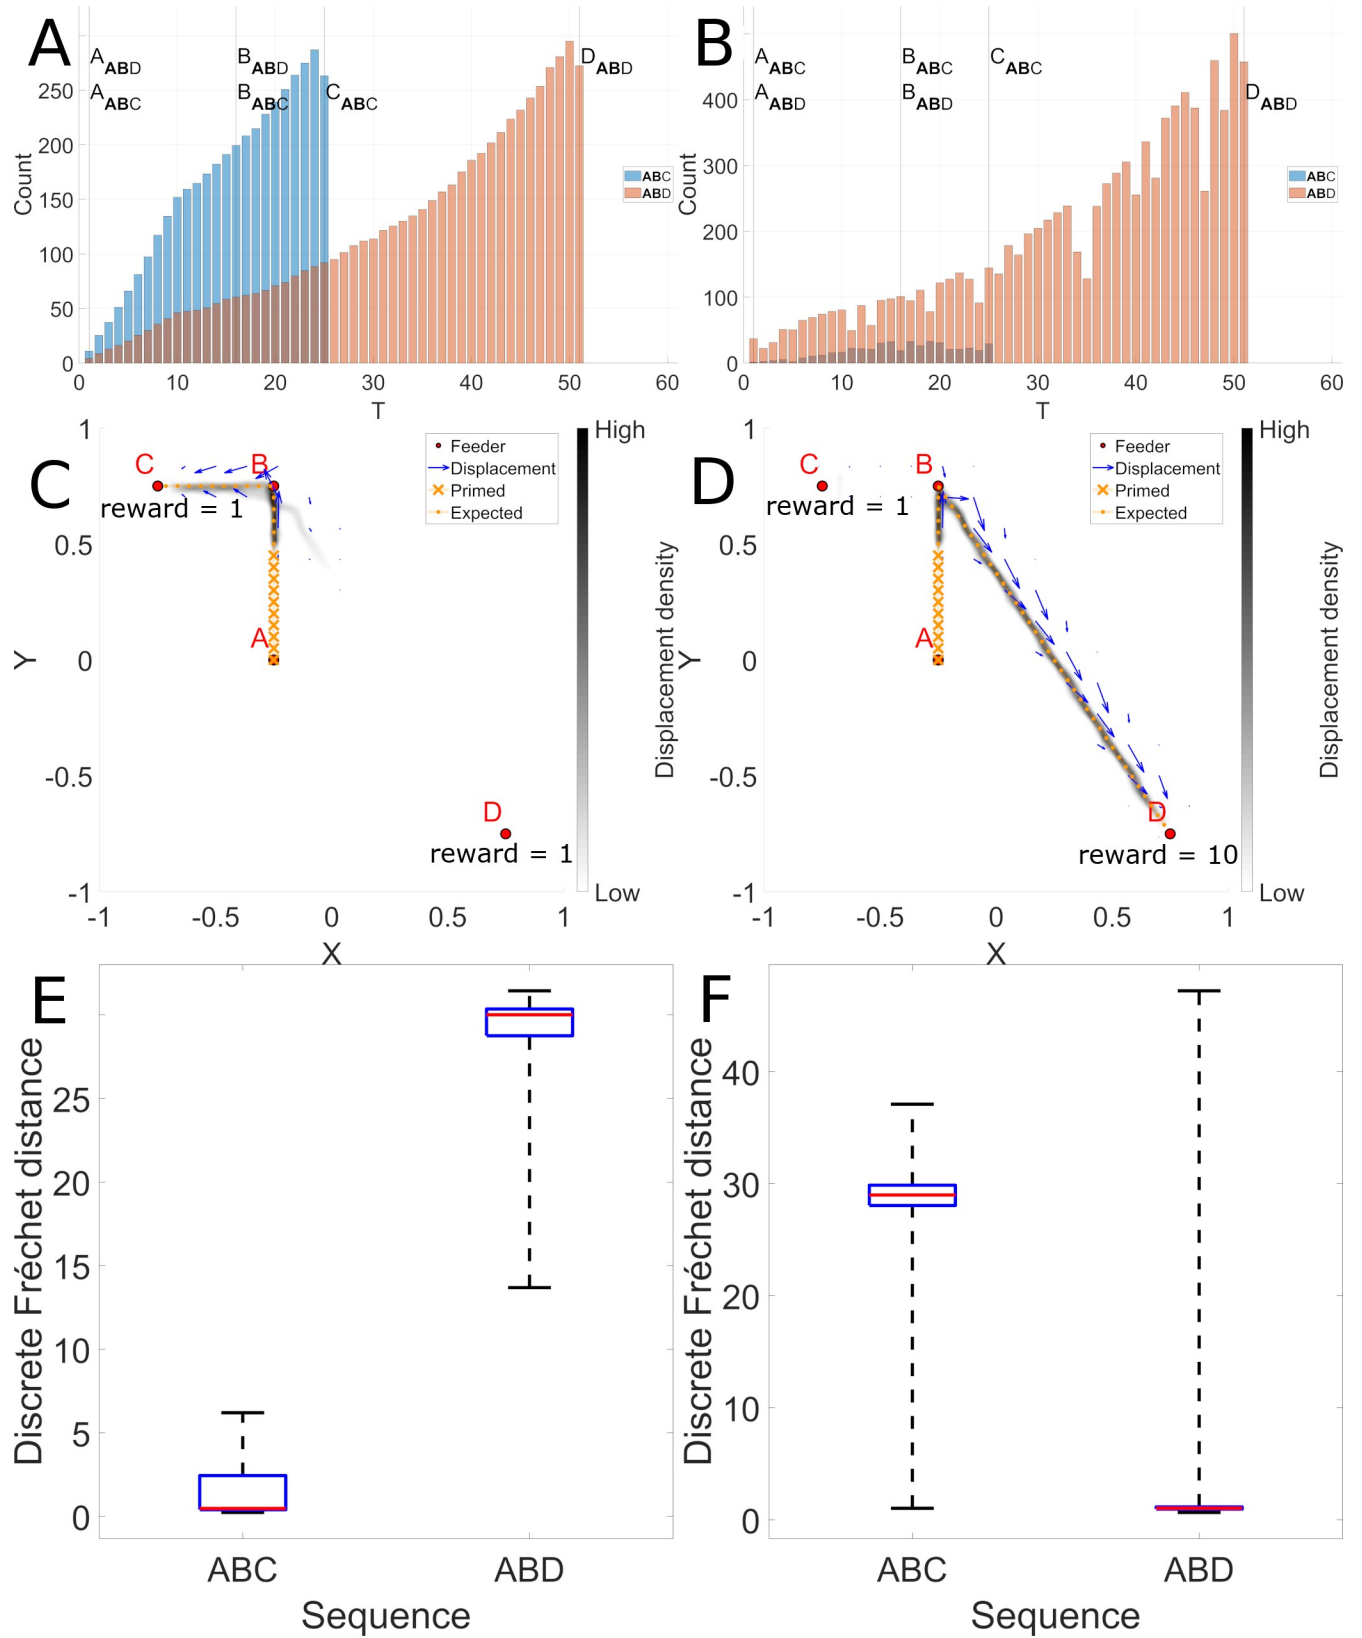 A
A_ABD
A_ABC
B_ABD
B_ABC
C_ABC
D_ABD
ABC
ABD
Count
0
50
100
150
200
250
0
10
20
30
40
50
60
T
B
A_ABC
A_ABD
B_ABC
B_ABD
C_ABC
D_ABD
ABC
ABD
Count
0
100
200
300
400
0
10
20
30
40
50
60
T
C
C
B
A
D
reward = 1
reward = 1
Feeder
Displacement
Primed
Expected
High
Low
Displacement density
1
0.5
0
-0.5
-1
Y
-1
-0.5
0
0.5
1
X
D
C
B
A
D
reward = 1
reward = 10
Feeder
Displacement
Primed
Expected
High
Low
Displacement density
1
0.5
0
-0.5
-1
Y
-1
-0.5
0
0.5
1
X
E
Discrete Fréchet distance
25
20
15
10
5
0
ABC
ABD
Sequence
F
Discrete Fréchet distance
40
30
20
10
0
ABC
ABD
Sequence